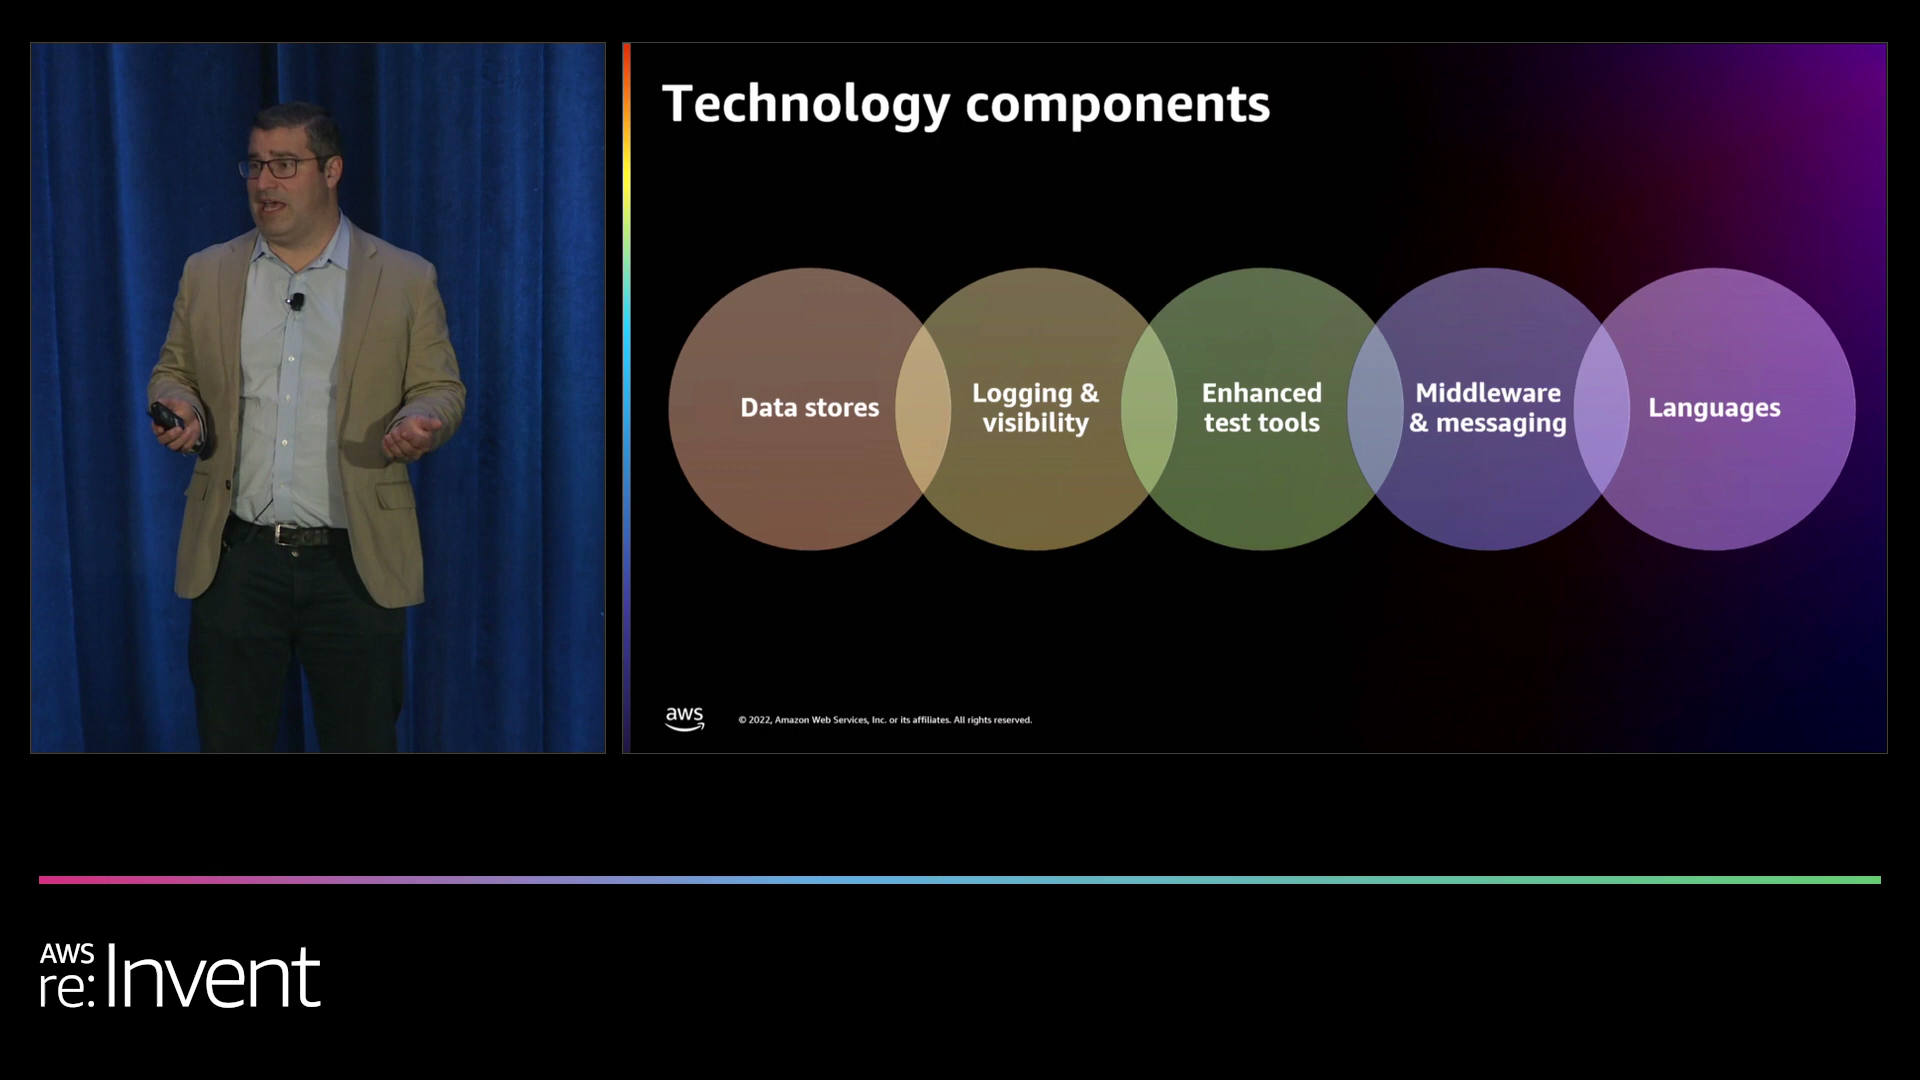 Technology components
Data stores
Logging &
visibility
Enhanced
test tools
Middleware
& messaging
Languages
aws
© 2022, Amazon Web Services, Inc. or its affiliates. All rights reserved.
AWS
re:Invent